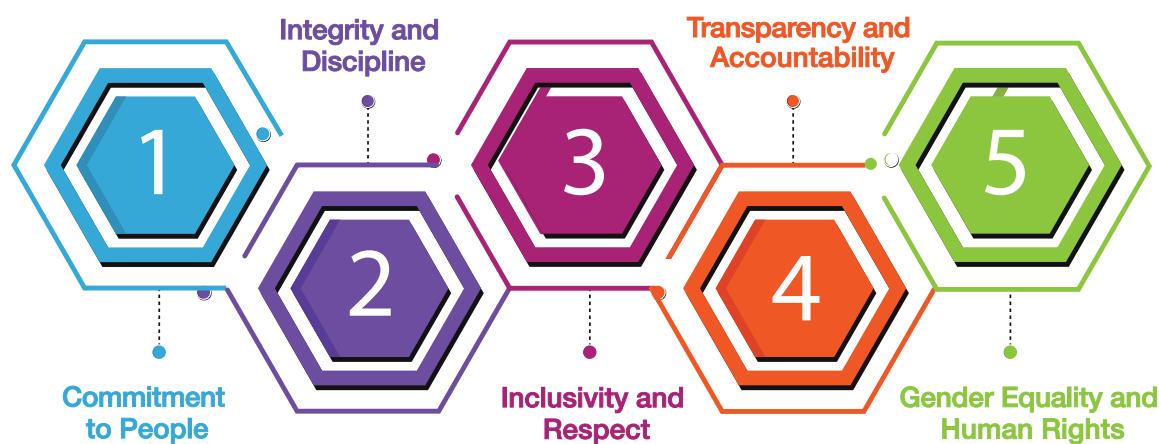 1
Commitment
to People
Integrity and
Discipline
2
3
Inclusivity and
Respect
Transparency and
Accountability
4
5
Gender Equality and
Human Rights